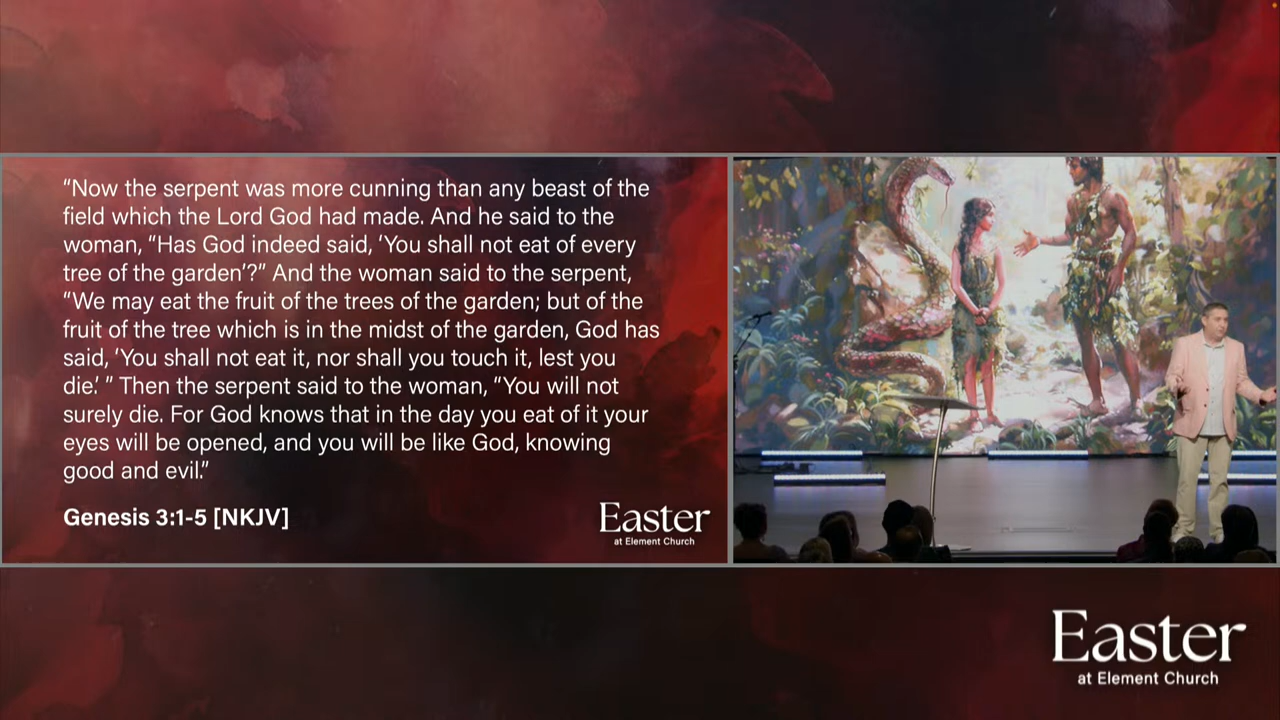 “Now the serpent was more cunning than any beast of the
field which the Lord God had made. And he said to the
woman, “Has God indeed said, ‘You shall not eat of every
tree of the garden’?” And the woman said to the serpent,
“We may eat the fruit of the trees of the garden; but of the
fruit of the tree which is in the midst of the garden, God has
said, ‘You shall not eat it, nor shall you touch it, lest you
die.’ ” Then the serpent said to the woman, “You will not
surely die. For God knows that in the day you eat of it your
eyes will be opened, and you will be like God, knowing
good and evil.”
Genesis 3:1-5 [NKJV]
Easter
at Element Church
Easter
at Element Church